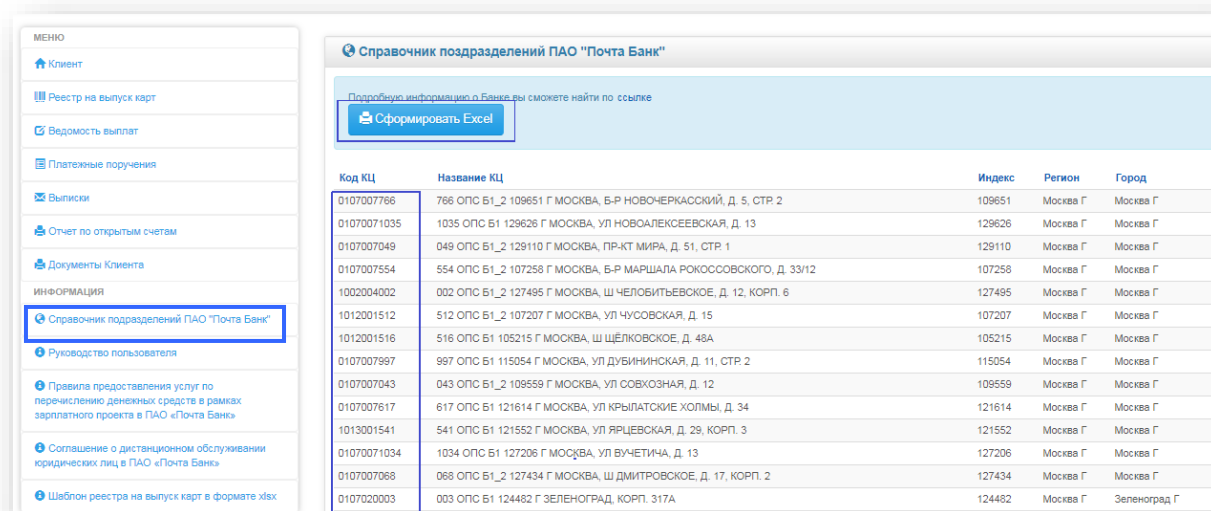 МЕНЮ
Клиент
Реестр на выпуск карт
Ведомость выплат
Платежные поручения
Выписки
Отчет по открытым счетам
Документы Клиента
ИНФОРМАЦИЯ
Справочник подразделений ПАО "Почта Банк"
Руководство пользователя
Правила предоставления услуг по
перечислению денежных средств в рамках
зарплатного проекта в ПАО «Почта Банк»
Соглашение о дистанционном обслуживании
юридических лиц в ПАО «Почта Банк»
Шаблон реестра на выпуск карт в формате xlsx
Справочник поздразделений ПАО "Почта Банк"
Подробную информацию о Банке вы сможете найти по ссылке
Сформировать Excel
Код КЦ Название КЦ Индекс Регион Город
0107007766 766 ОПС Б1_2 109651 Г МОСКВА, Б-Р НОВОЧЕРКАССКИЙ, Д. 5, СТР. 2 109651 Москва Г Москва Г
01070071035 1035 ОПС Б1 129626 Г МОСКВА, УЛ НОВОАЛЕКСЕЕВСКАЯ, Д. 13 129626 Москва Г Москва Г
0107007049 049 ОПС Б1_2 129110 Г МОСКВА, ПР-КТ МИРА, Д. 51, СТР. 1 129110 Москва Г Москва Г
0107007554 554 ОПС Б1_2 107258 Г МОСКВА, Б-Р МАРШАЛА РОКОССОВСКОГО, Д. 33/12 107258 Москва Г Москва Г
1002004002 002 ОПС Б1_2 127495 Г МОСКВА, Ш ЧЕЛОБИТЬЕВСКОЕ, Д. 12, КОРП. 6 127495 Москва Г Москва Г
1012001512 512 ОПС Б1_2 107207 Г МОСКВА, УЛ ЧУСОВСКАЯ, Д. 15 107207 Москва Г Москва Г
1012001516 516 ОПС Б1 105215 Г МОСКВА, Ш ЩЁЛКОВСКОЕ, Д. 48А 105215 Москва Г Москва Г
0107007997 997 ОПС Б1 115054 Г МОСКВА, УЛ ДУБИНИНСКАЯ, Д. 11, СТР. 2 115054 Москва Г Москва Г
0107007043 043 ОПС Б1_2 109559 Г МОСКВА, УЛ СОВХОЗНАЯ, Д. 12 109559 Москва Г Москва Г
0107007617 617 ОПС Б1 121614 Г МОСКВА, УЛ КРЫЛАТСКИЕ ХОЛМЫ, Д. 34 121614 Москва Г Москва Г
1013001541 541 ОПС Б1 121552 Г МОСКВА, УЛ ЯРЦЕВСКАЯ, Д. 29, КОРП. 3 121552 Москва Г Москва Г
01070071034 1034 ОПС Б1 127206 Г МОСКВА, УЛ ВУЧЕТИЧА, Д. 13 127206 Москва Г Москва Г
0107007068 068 ОПС Б1_2 127434 Г МОСКВА, Ш ДМИТРОВСКОЕ, Д. 17, КОРП. 2 127434 Москва Г Москва Г
0107020003 003 ОПС Б1 124482 Г ЗЕЛЕНОГРАД, КОРП. 317А 124482 Москва Г Зеленоград Г